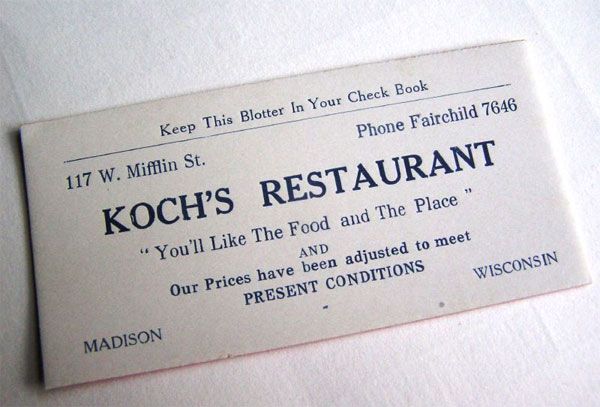 Keep This Blotter In Your Check Book
117 W. Mifflin St. Phone Fairchild 7646
KOCH'S RESTAURANT
"You'll Like The Food and The Place"
AND
Our Prices have been adjusted to meet
PRESENT CONDITIONS
MADISON WISCONSIN